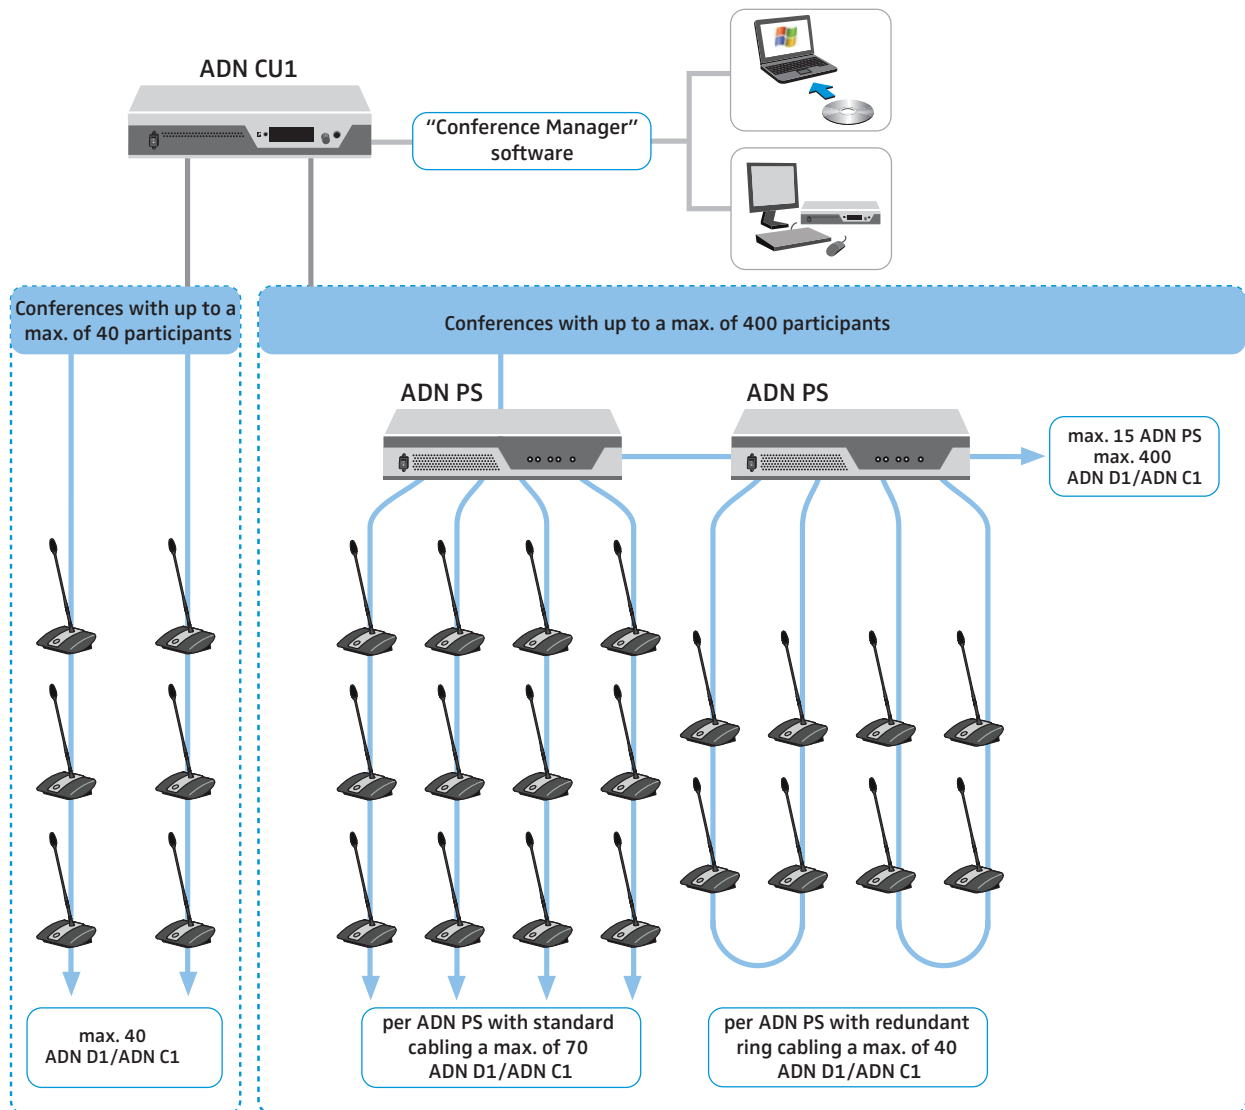 ADN CU1
“Conference Manager”
software
Conferences with up to a
max. of 40 participants
Conferences with up to a max. of 400 participants
ADN PS
ADN PS
max. 15 ADN PS
max. 400
ADN D1/ADN C1
max. 40
ADN D1/ADN C1
per ADN PS with standard
cabling a max. of 70
ADN D1/ADN C1
per ADN PS with redundant
ring cabling a max. of 40
ADN D1/ADN C1